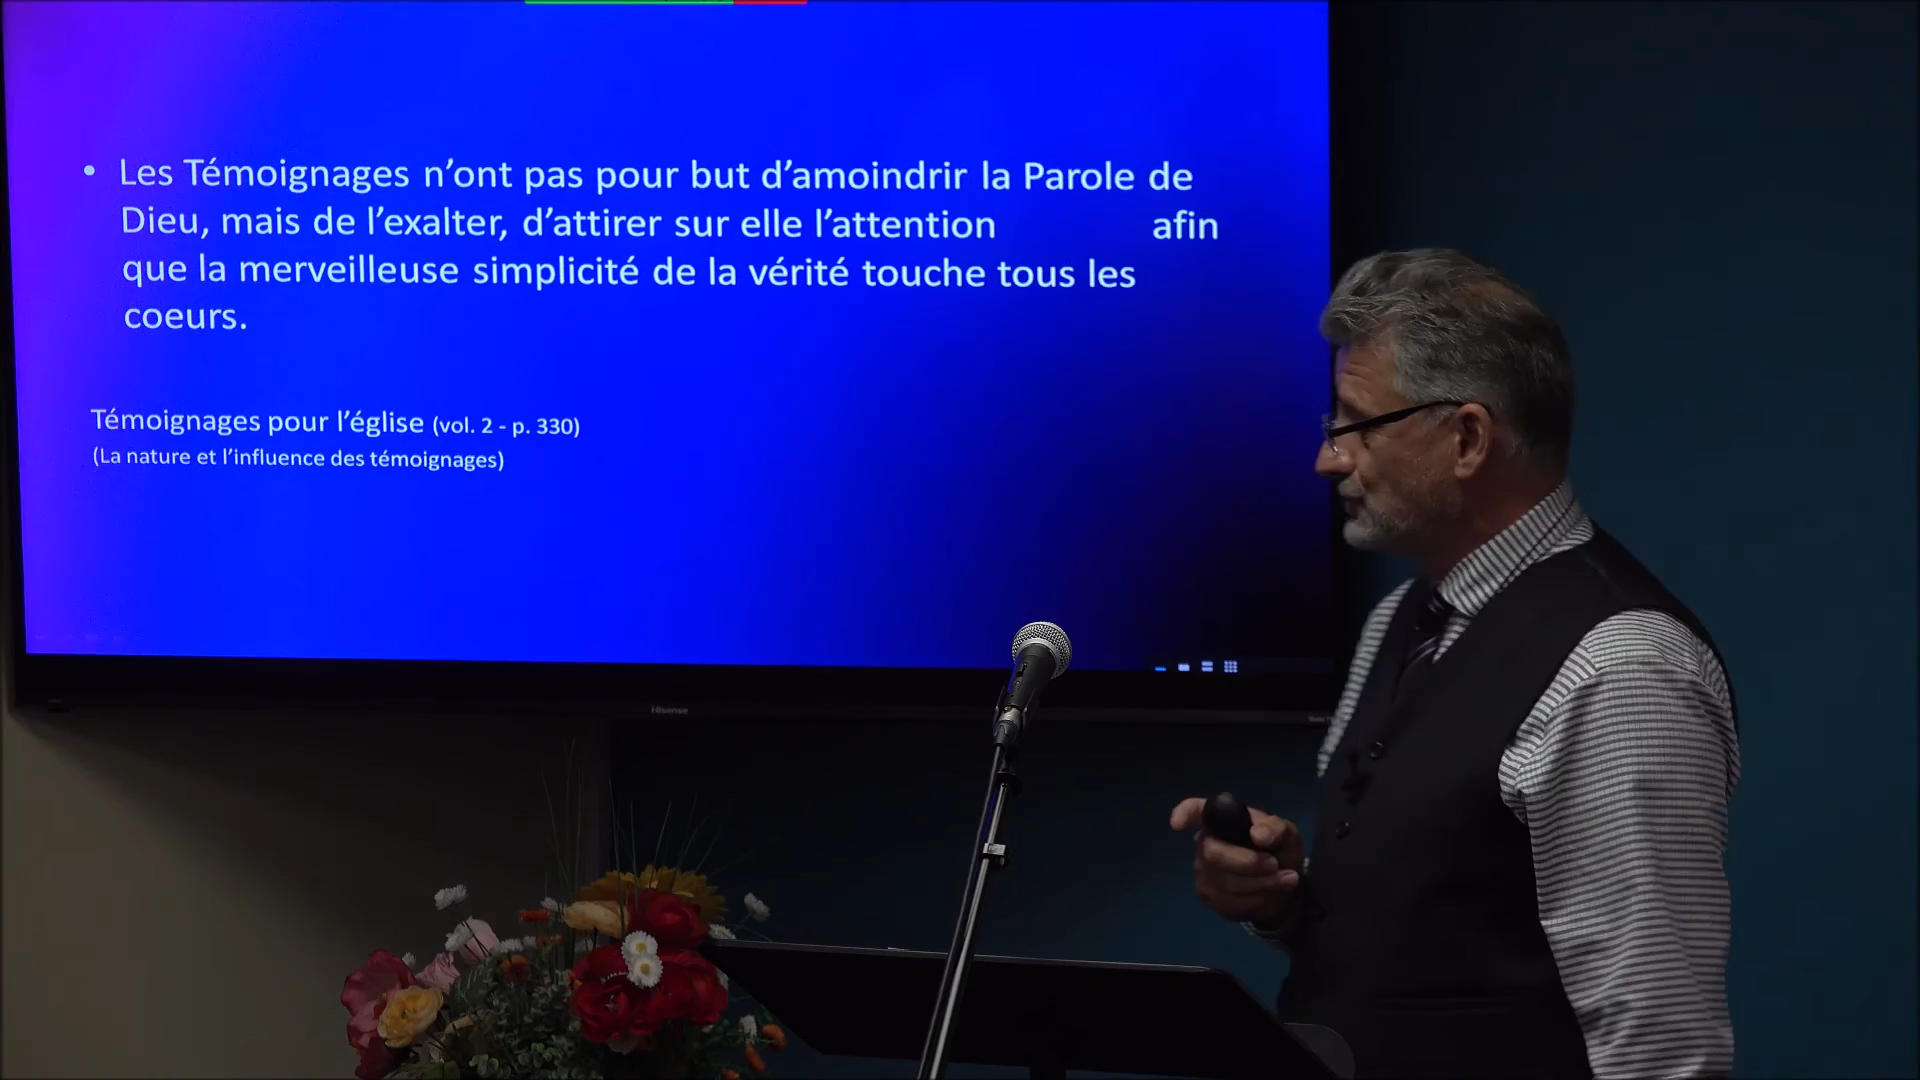 • Les Témoignages n’ont pas pour but d’amoindrir la Parole de
Dieu, mais de l’exalter, d’attirer sur elle l’attention afin
que la merveilleuse simplicité de la vérité touche tous les
coeurs.
Témoignages pour l’église (vol. 2 - p. 330)
(La nature et l’influence des témoignages)
Hisense